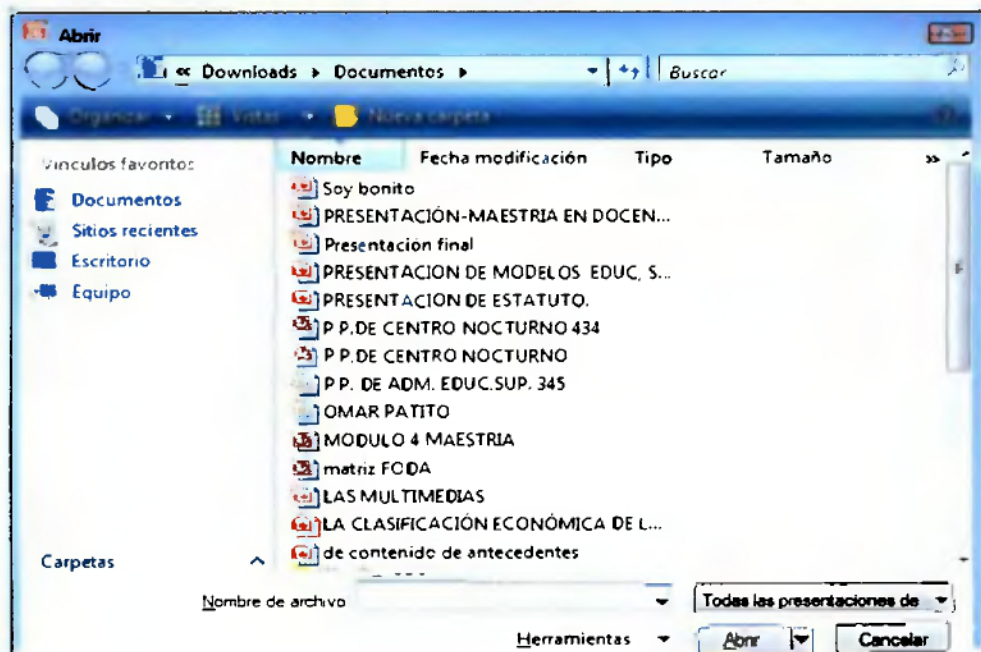 Abrir
« Downloads Documentos Buscar
Organizar Vistas Nueva carpeta
Vínculos favoritos
Documentos
Sitios recientes
Escritorio
Equipo
Carpetas
Nombre Fecha modificación Tipo Tamaño »
Soy bonito
PRESENTACIÓN-MAESTRIA EN DOCEN...
Presentación final
PRESENTACION DE MODELOS EDUC, S...
PRESENTACION DE ESTATUTO.
P P.DE CENTRO NOCTURNO 434
P P.DE CENTRO NOCTURNO
P P. DE ADM. EDUC.SUP. 345
OMAR PATITO
MODULO 4 MAESTRIA
matriz FODA
LAS MULTIMEDIAS
LA CLASIFICACIÓN ECONÓMICA DE L...
de contenido de antecedentes
Nombre de archivo Todas las presentaciones de
Herramientas Abrir Cancelar